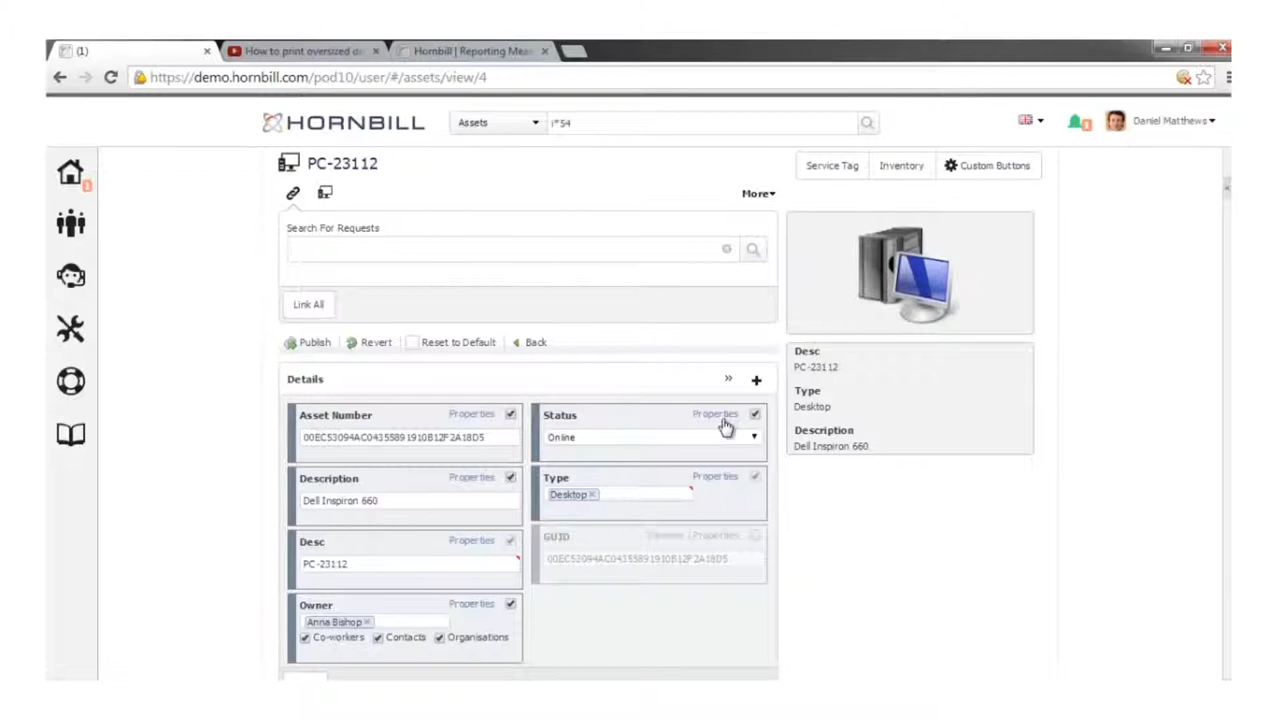 (1)
How to print oversized d
Hornbill | Reporting Mea
https://demo.hornbill.com/pod10/user/#/assets/view/4
HORNBILL
Assets
i*54
Daniel Matthews
PC-23112
Service Tag
Inventory
Custom Buttons
More
Search For Requests
Link All
Publish
Revert
Reset to Default
Back
Desc
PC-23112
Type
Desktop
Description
Dell Inspiron 660
Details
»
Asset Number
Properties
00EC53094AC04355891910B12F2A18D5
Status
Properties
Online
Description
Properties
Dell Inspiron 660
Type
Properties
Desktop
Desc
Properties
PC-23112
GUID
Properties
00EC53094AC04355891910B12F2A18D5
Owner
Properties
Anna Bishop
Co-workers
Contacts
Organisations